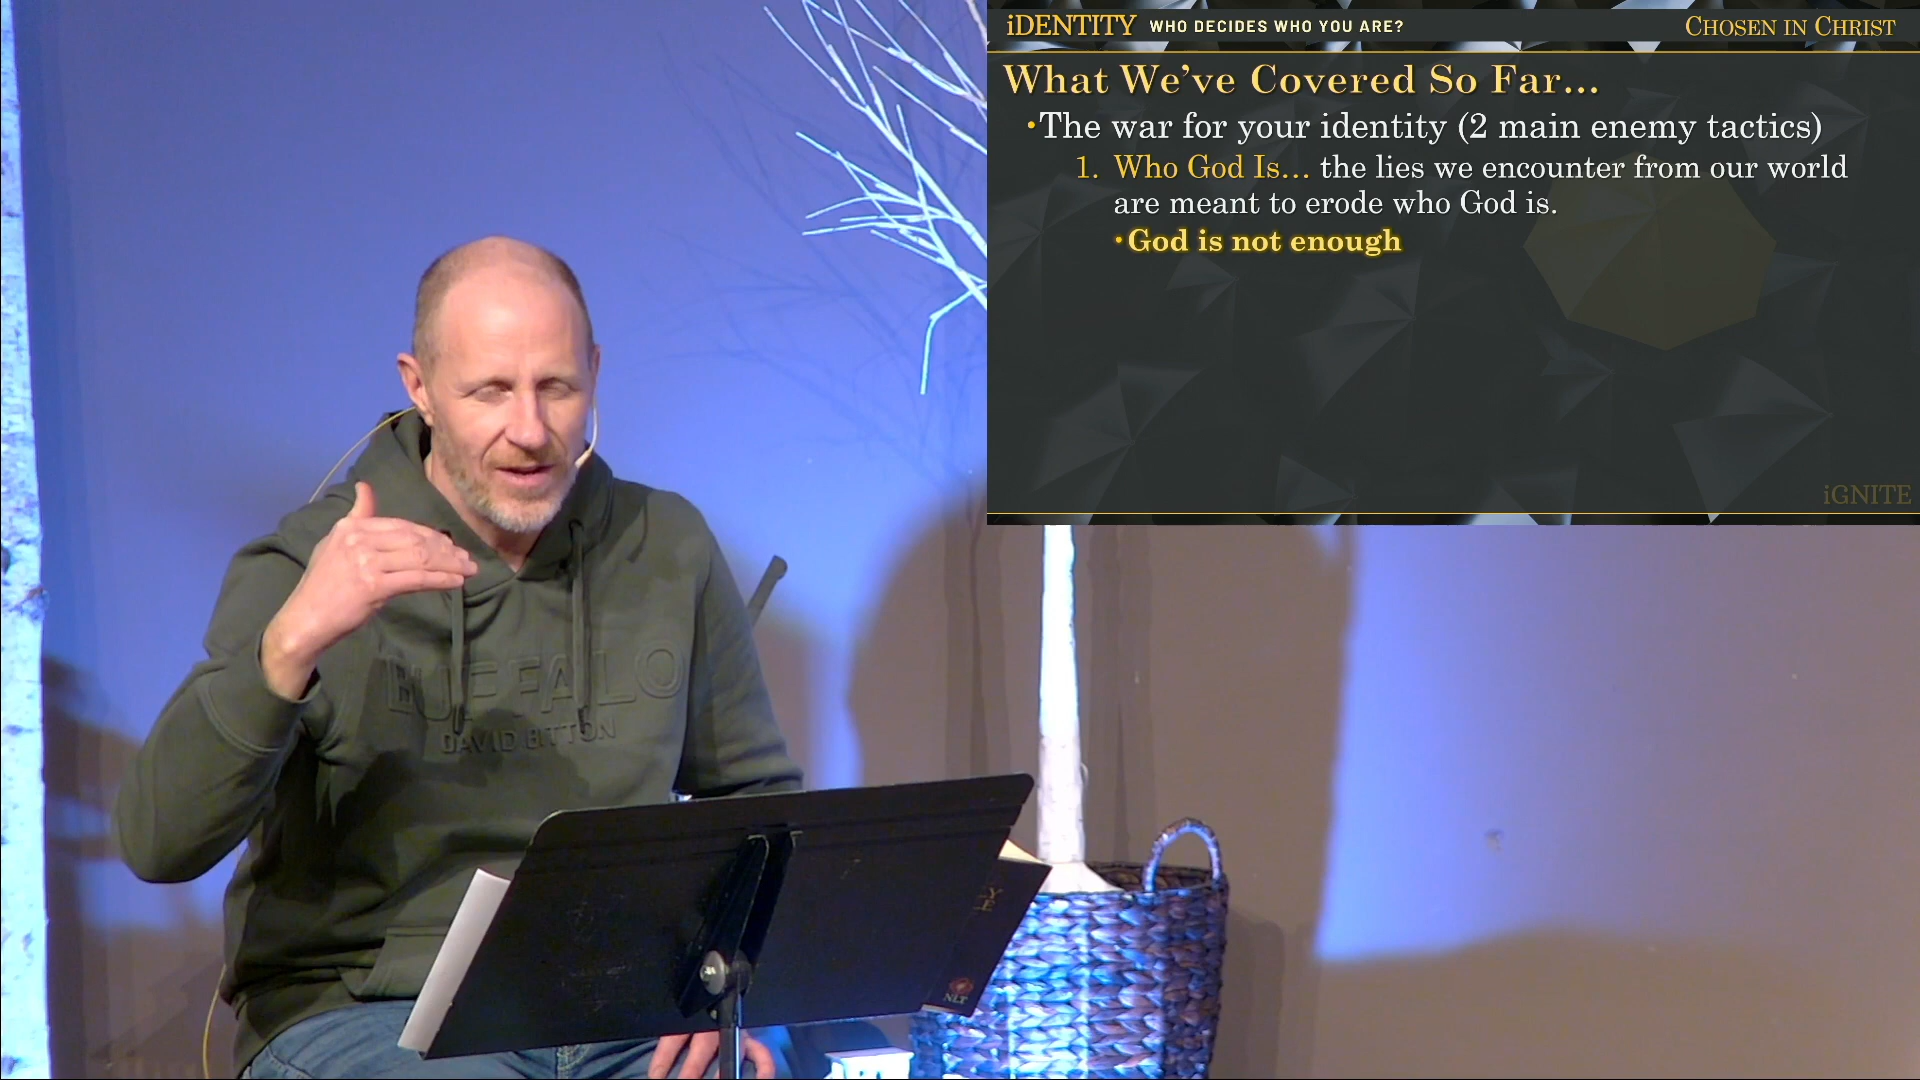 iDENTITY WHO DECIDES WHO YOU ARE?
CHOSEN IN CHRIST
What We've Covered So Far...
•The war for your identity (2 main enemy tactics)
1. Who God Is... the lies we encounter from our world
are meant to erode who God is.
•God is not enough
iGNITE
BUFFALO
DAVID BITTON
NLT